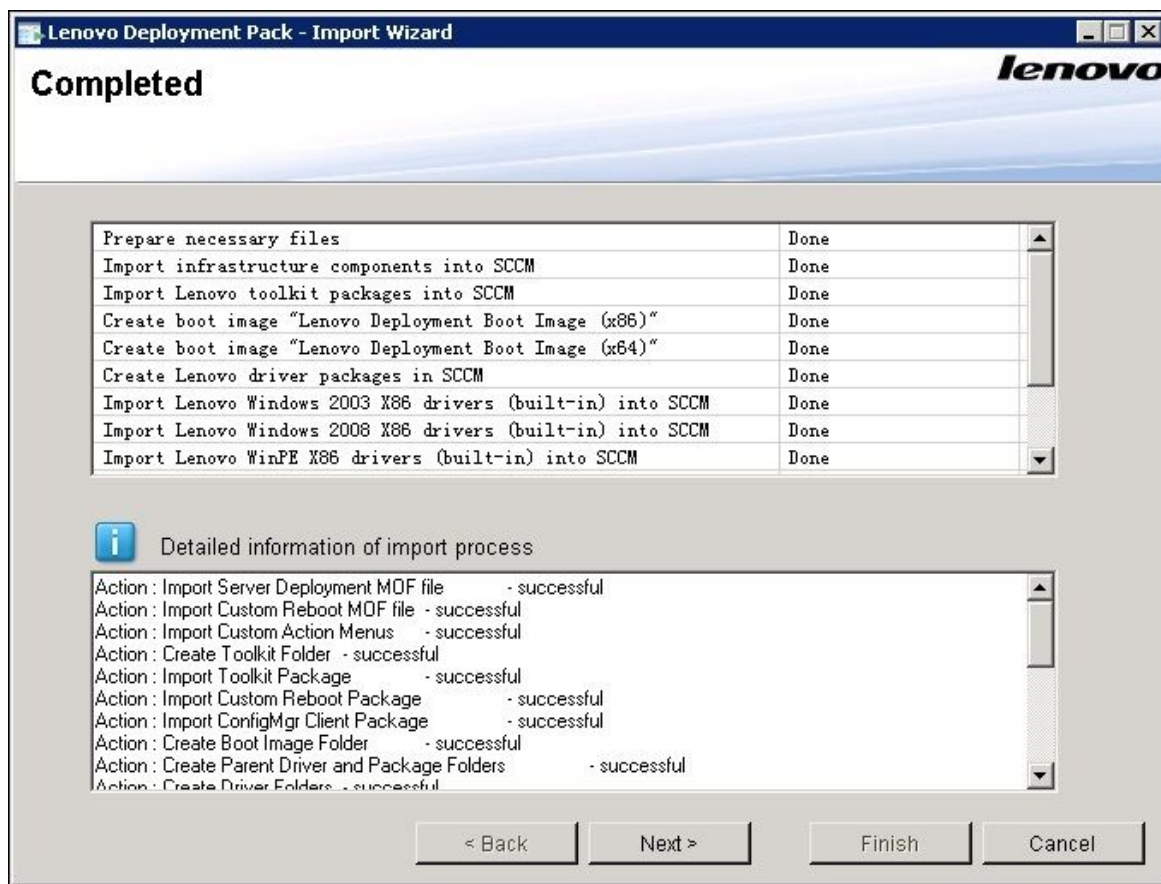 Lenovo Deployment Pack - Import Wizard
Completed
lenovo
Prepare necessary files Done
Import infrastructure components into SCCM Done
Import Lenovo toolkit packages into SCCM Done
Create boot image "Lenovo Deployment Boot Image (x86)" Done
Create boot image "Lenovo Deployment Boot Image (x64)" Done
Create Lenovo driver packages in SCCM Done
Import Lenovo Windows 2003 X86 drivers (built-in) into SCCM Done
Import Lenovo Windows 2008 X86 drivers (built-in) into SCCM Done
Import Lenovo WinPE X86 drivers (built-in) into SCCM Done
i Detailed information of import process
Action : Import Server Deployment MOF file - successful
Action : Import Custom Reboot MOF file - successful
Action : Import Custom Action Menus - successful
Action : Create Toolkit Folder - successful
Action : Import Toolkit Package - successful
Action : Import Custom Reboot Package - successful
Action : Import ConfigMgr Client Package - successful
Action : Create Boot Image Folder - successful
Action : Create Parent Driver and Package Folders - successful
Action : Create Driver Folders - successful
< Back Next > Finish Cancel